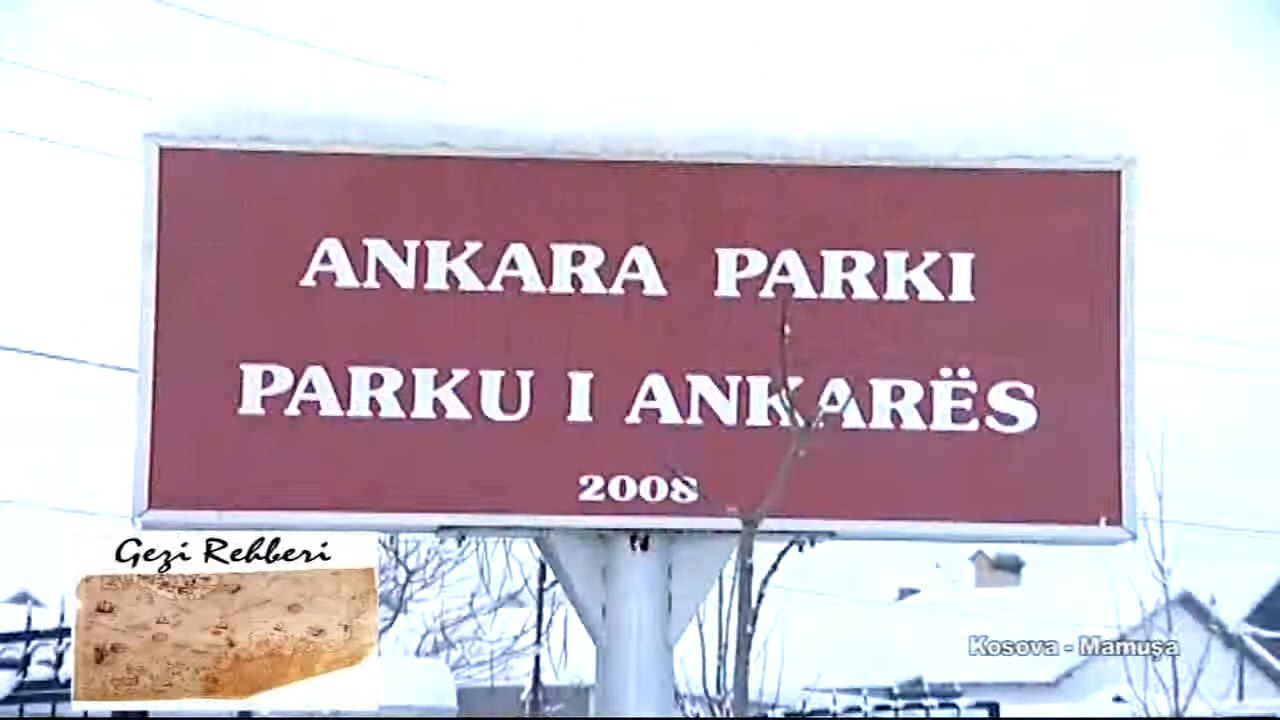 ANKARA PARKI
PARKU I ANKARËS
2008
Gezi Rehberi
Kosova - Mamuşa